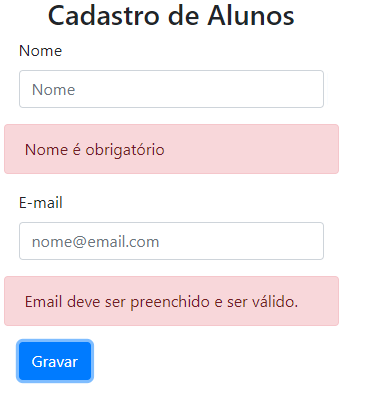 Cadastro de Alunos
Nome
Nome
Nome é obrigatório
E-mail
nome@email.com
Email deve ser preenchido e ser válido.
Gravar